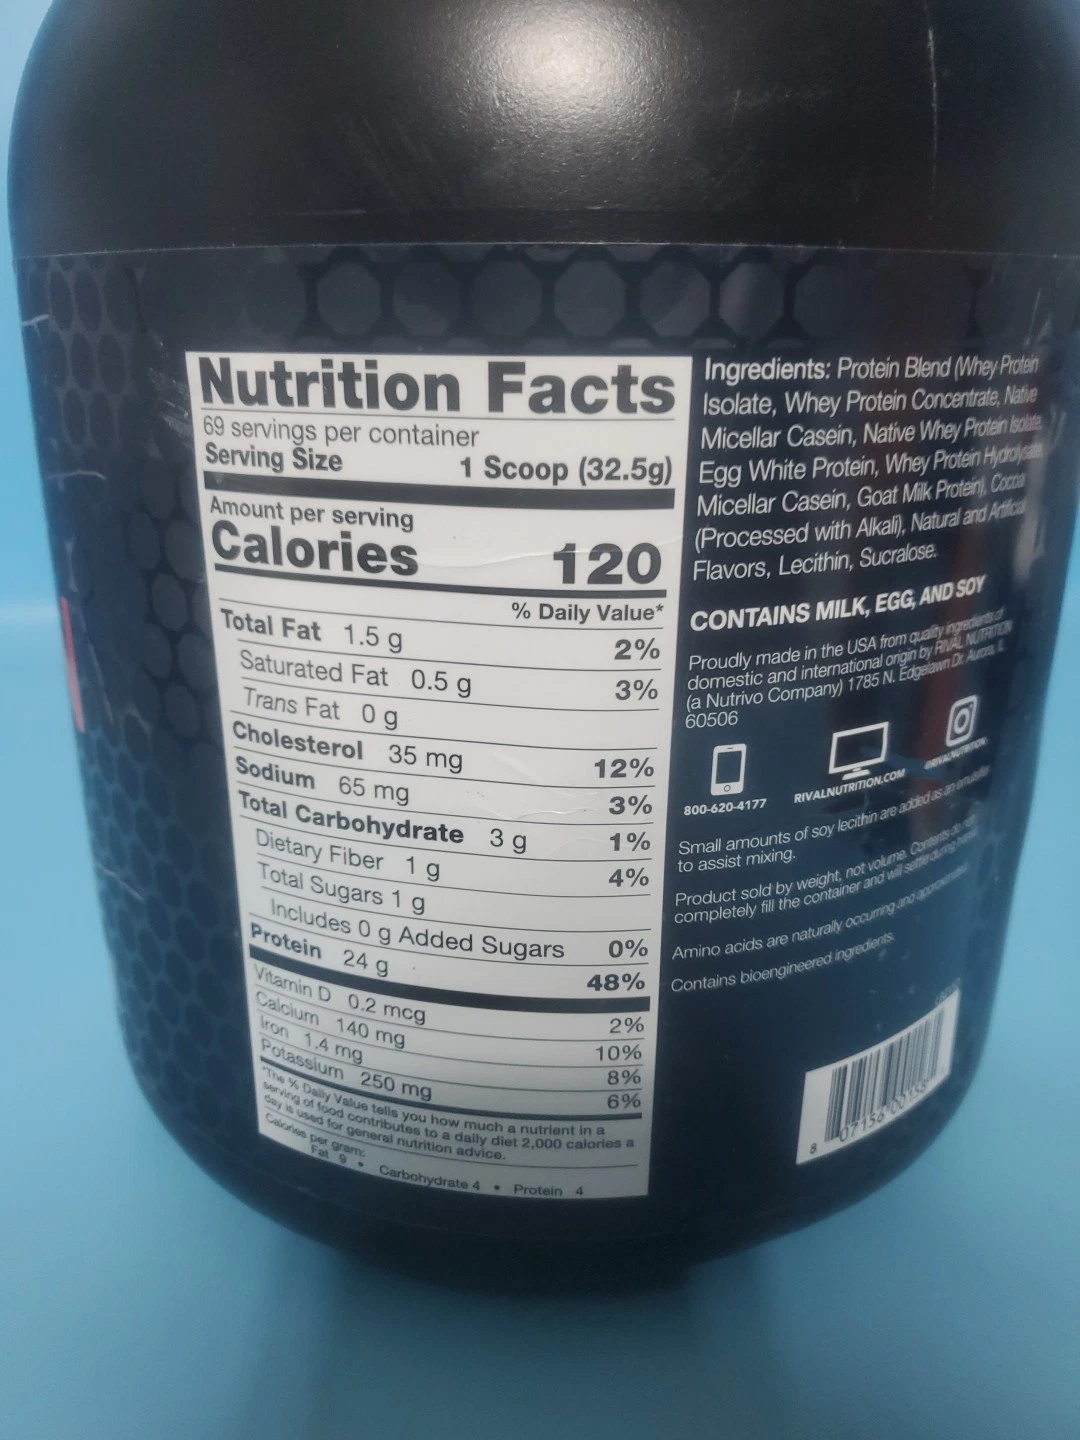 Nutrition Facts
69 servings per container
Serving Size 1 Scoop (32.5g)
Amount per serving
Calories 120
% Daily Value*
Total Fat 1.5 g 2%
Saturated Fat 0.5 g 3%
Trans Fat 0 g
Cholesterol 35 mg 12%
Sodium 65 mg 3%
Total Carbohydrate 3 g 1%
Dietary Fiber 1 g 4%
Total Sugars 1 g
Includes 0 g Added Sugars 0%
Protein 24 g 48%
Vitamin D 0.2 mcg 2%
Calcium 140 mg 10%
Iron 1.4 mg 8%
Potassium 250 mg 6%
*The % Daily Value tells you how much a nutrient in a
serving of food contributes to a daily diet 2,000 calories a
day is used for general nutrition advice.
Calories per gram:
Fat 9 • Carbohydrate 4 • Protein 4
Ingredients: Protein Blend (Whey Protein
Isolate, Whey Protein Concentrate, Native
Micellar Casein, Native Whey Protein Isolate,
Egg White Protein, Whey Protein Hydrolysate,
Micellar Casein, Goat Milk Protein), Cocoa
(Processed with Alkali), Natural and Artificial
Flavors, Lecithin, Sucralose.
CONTAINS MILK, EGG, AND SOY
Proudly made in the USA from quality ingredients of
domestic and international origin by RIVAL NUTRITION
(a Nutrivo Company) 1785 N. Edgelawn Dr. Aurora, IL
60506
800-620-4177
RIVALNUTRITION.COM
@RIVALNUTRITION
Small amounts of soy lecithin are added as an emulsifier
to assist mixing.
Product sold by weight, not volume. Contents do not
completely fill the container and will settle during
Amino acids are naturally occurring and approximate.
Contains bioengineered ingredients.